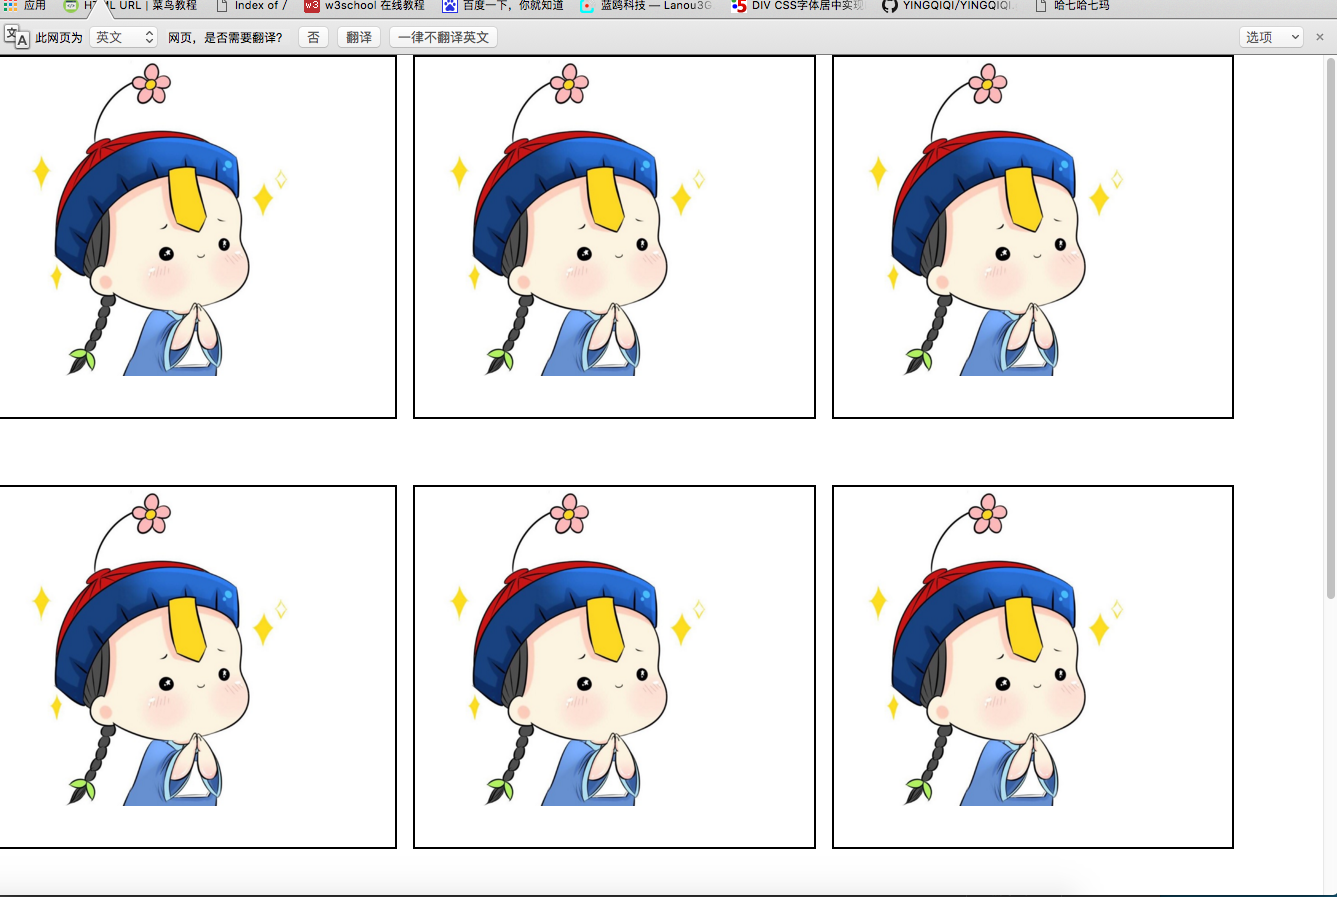 应用 HTML URL | 菜鸟教程 Index of / w3school 在线教程 百度一下，你就知道 蓝鸥科技 — Lanou3G DIV CSS字体居中实现 YINGQIQI/YINGQIQI. 哈七哈七玛
此网页为 英文 网页，是否需要翻译? 否 翻译 一律不翻译英文 选项 ×